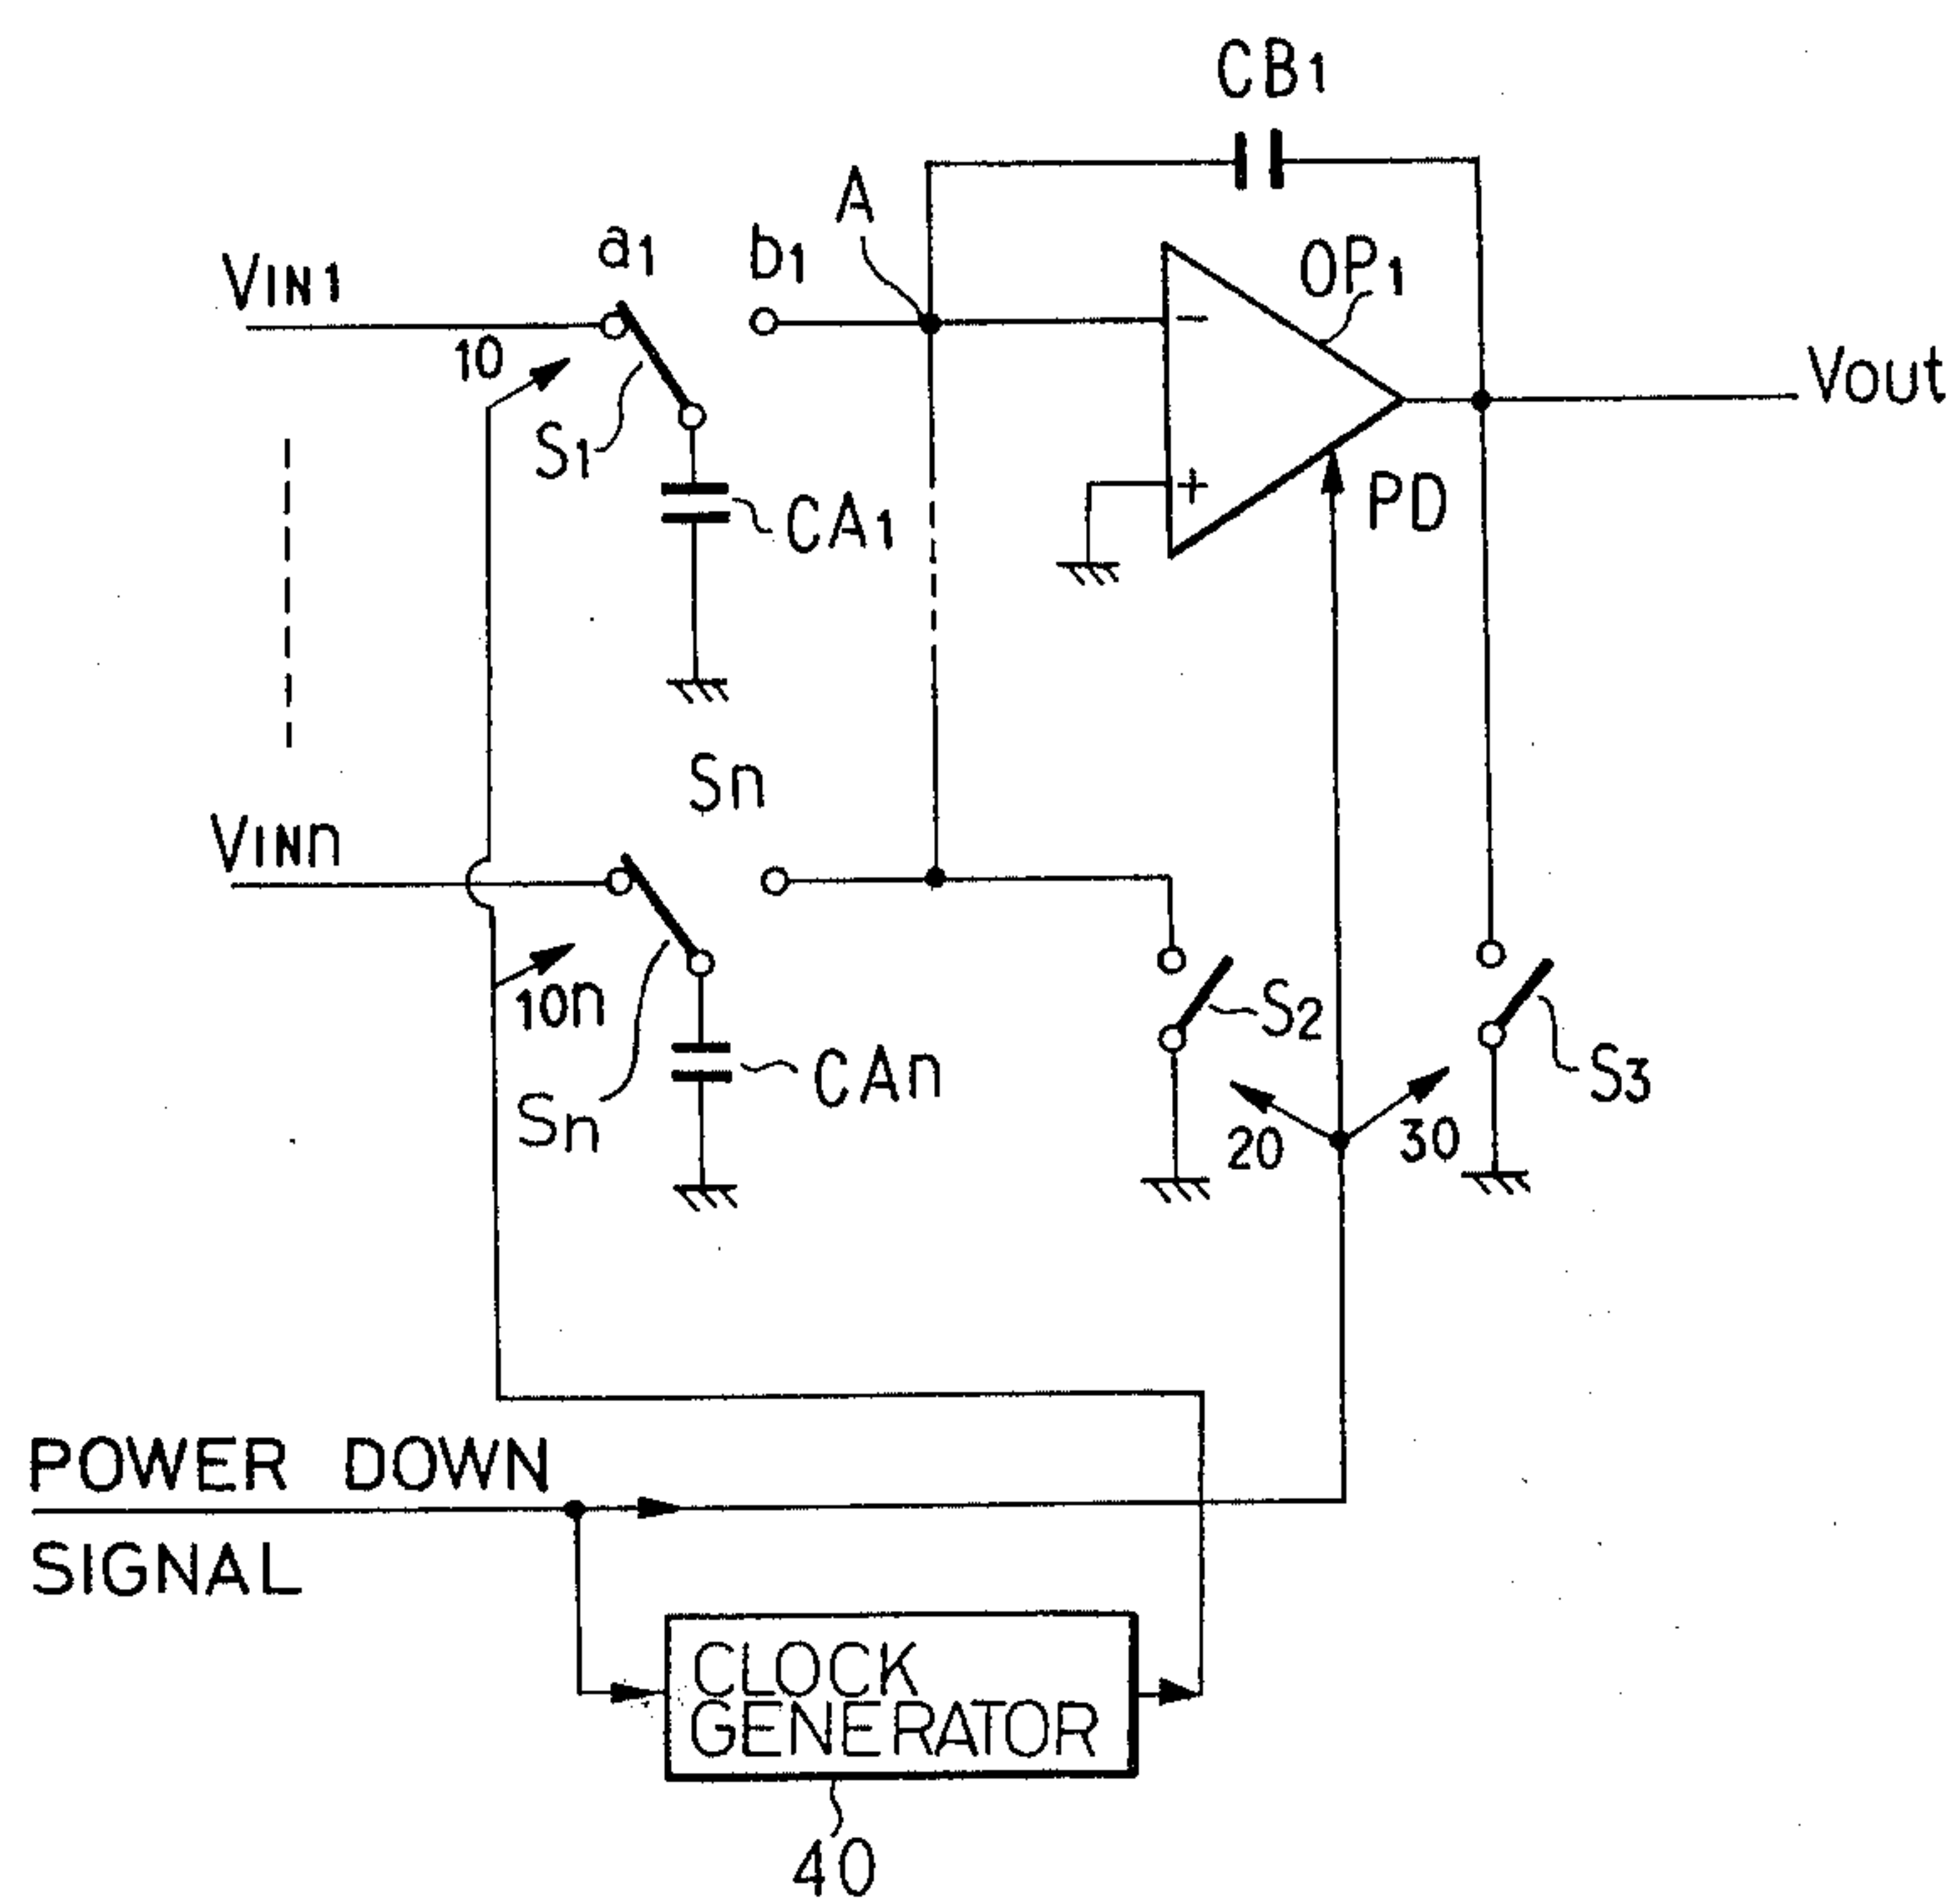 CB1
A
a1
b1
VIN1
OP1
10
Vout
S1
-
CA1
+
PD
Sn
VINn
10n
S2
CAn
S3
Sn
20
30
POWER DOWN
SIGNAL
CLOCK
GENERATOR
40